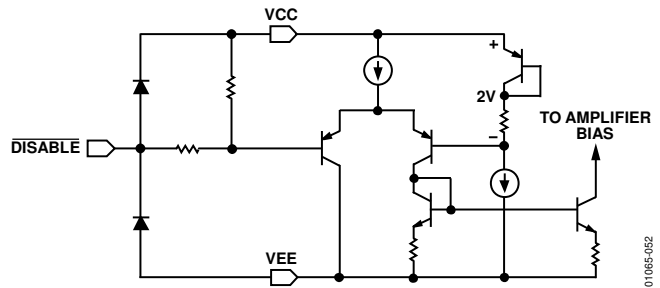 VCC
+
2V
TO AMPLIFIER
BIAS
DISABLE
–
VEE
01065-052